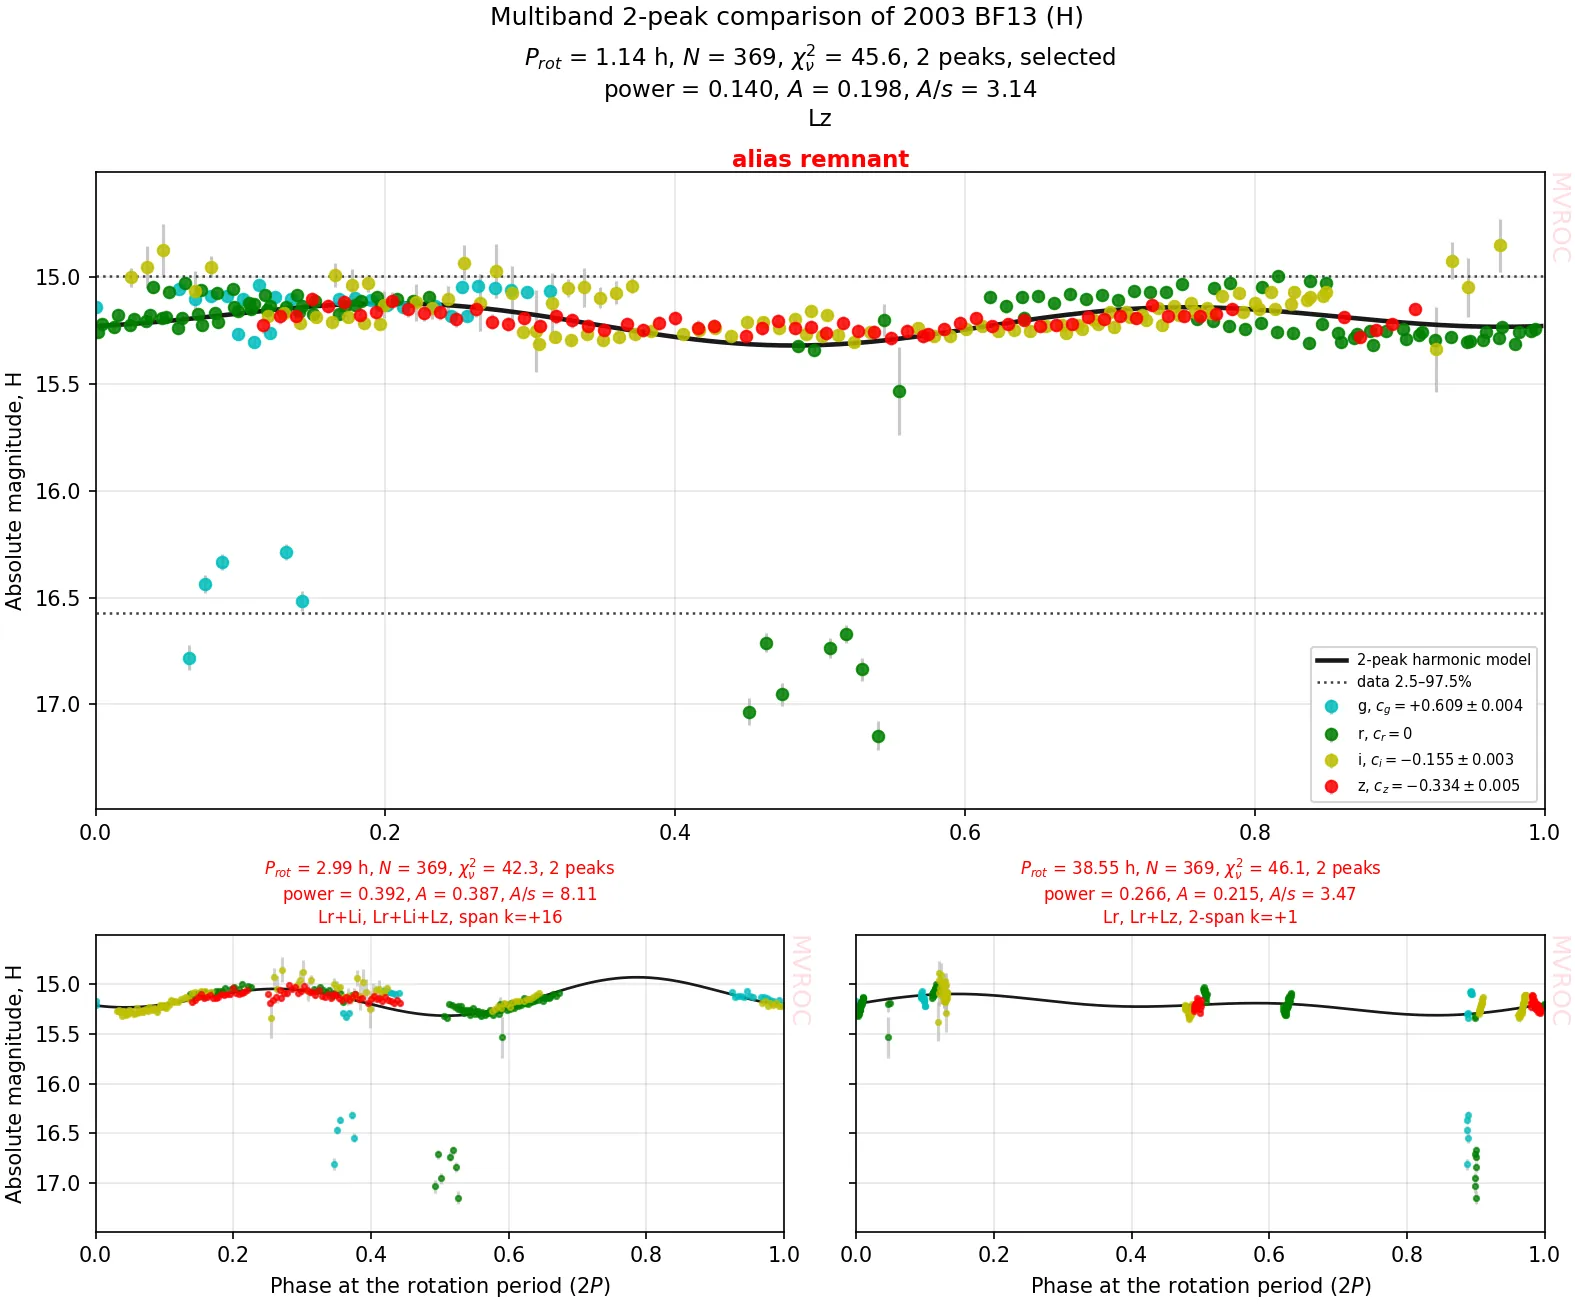 Multiband 2-peak comparison of 2003 BF13 (H)
P_rot = 1.14 h, N = 369, χ²_ν = 45.6, 2 peaks, selected
power = 0.140, A = 0.198, A/s = 3.14
Lz
alias remnant
MVROC
Absolute magnitude, H
15.0
15.5
16.0
16.5
17.0
2-peak harmonic model
data 2.5–97.5%
g, c_g = +0.609 ± 0.004
r, c_r = 0
i, c_i = −0.155 ± 0.003
z, c_z = −0.334 ± 0.005
0.0 0.2 0.4 0.6 0.8 1.0
P_rot = 2.99 h, N = 369, χ²_ν = 42.3, 2 peaks
power = 0.392, A = 0.387, A/s = 8.11
Lr+Li, Lr+Li+Lz, span k=+16
MVROC
Absolute magnitude, H
15.0
15.5
16.0
16.5
17.0
0.0 0.2 0.4 0.6 0.8 1.0
Phase at the rotation period (2P)
P_rot = 38.55 h, N = 369, χ²_ν = 46.1, 2 peaks
power = 0.266, A = 0.215, A/s = 3.47
Lr, Lr+Lz, 2-span k=+1
MVROC
0.0 0.2 0.4 0.6 0.8 1.0
Phase at the rotation period (2P)